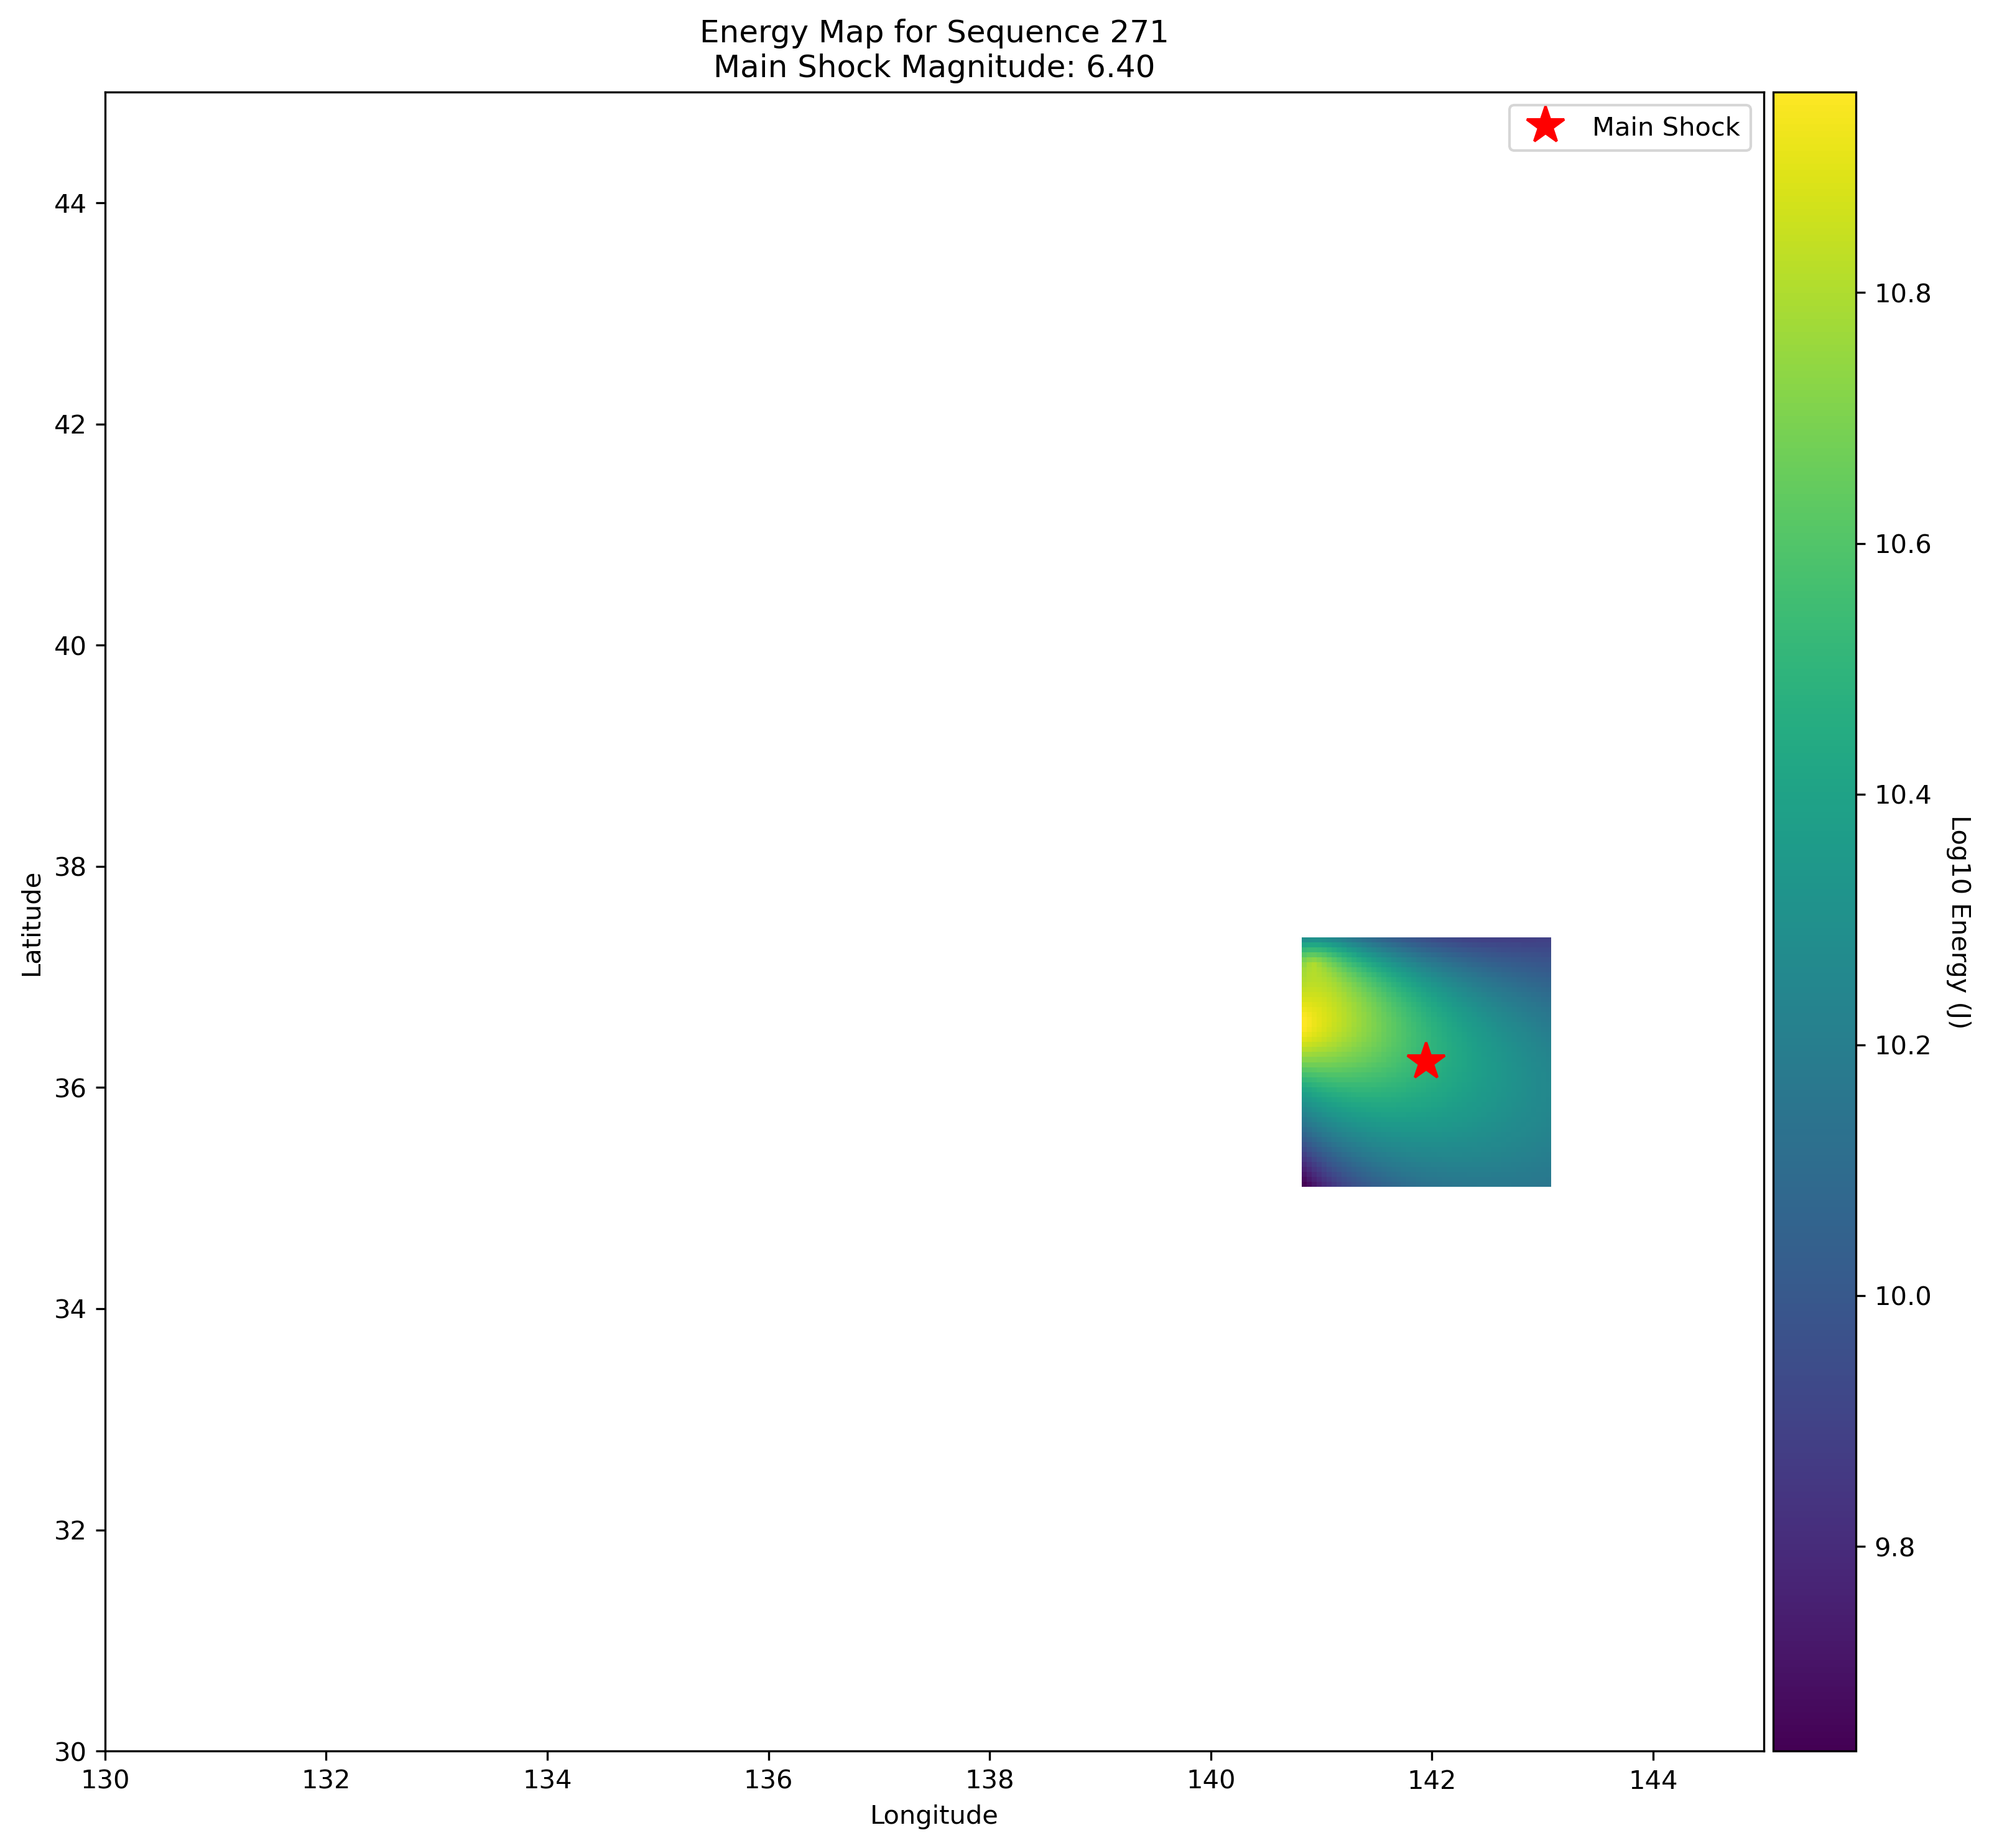 Energy Map for Sequence 271
Main Shock Magnitude: 6.40
Main Shock
44
42
40
38
36
34
32
30
Latitude
130 132 134 136 138 140 142 144
Longitude
10.8
10.6
10.4
10.2
10.0
9.8
Log10 Energy (J)